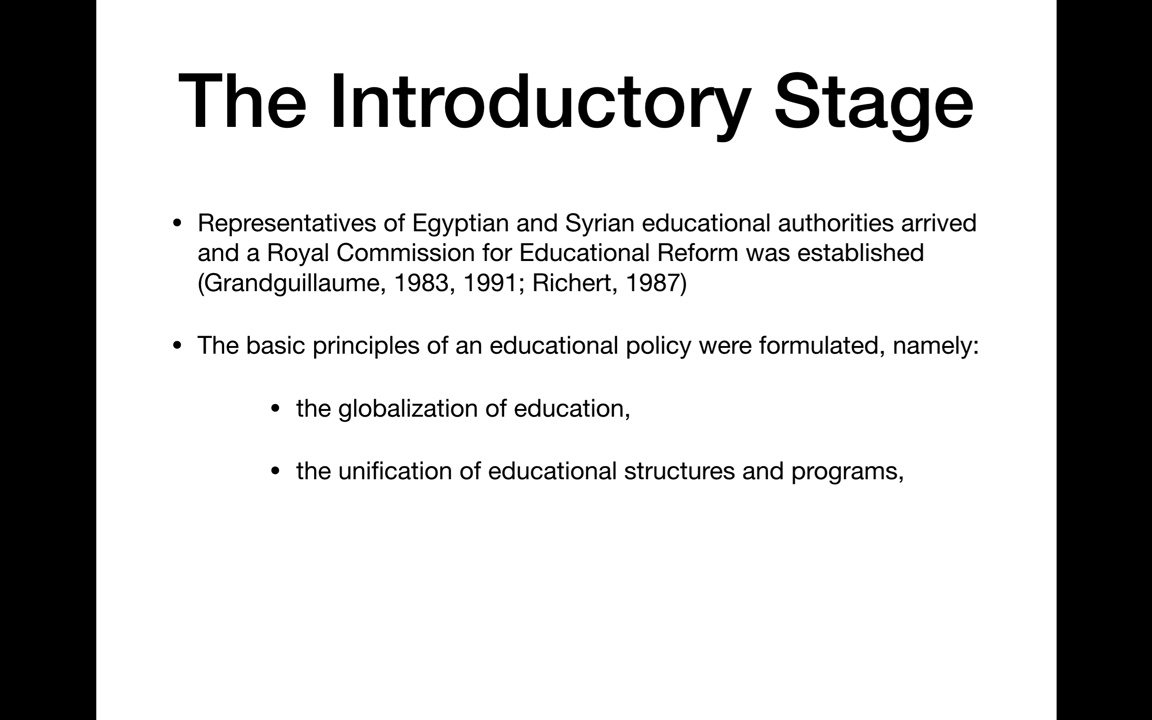 The Introductory Stage
• Representatives of Egyptian and Syrian educational authorities arrived
and a Royal Commission for Educational Reform was established
(Grandguillaume, 1983, 1991; Richert, 1987)
• The basic principles of an educational policy were formulated, namely:
• the globalization of education,
• the unification of educational structures and programs,